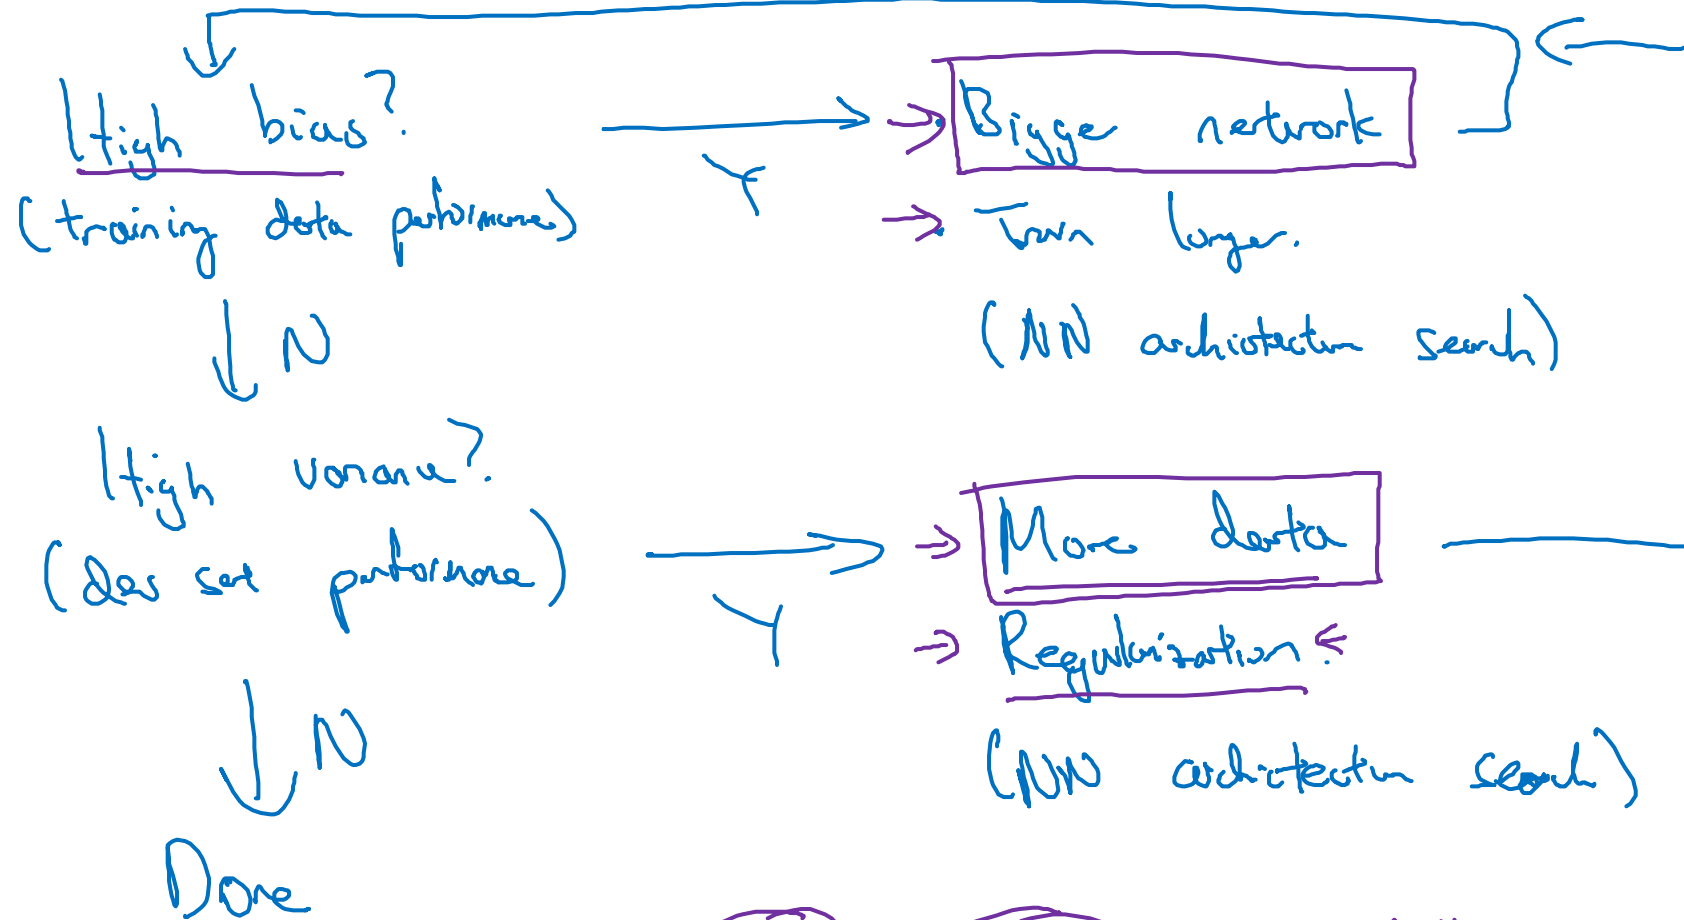 High bias?
(training data performance)
Y
Bigger network
Train longer.
(NN architecture search)
N
High variance?
(dev set performance)
Y
More data
Regularization.
(NN architecture search)
N
Done